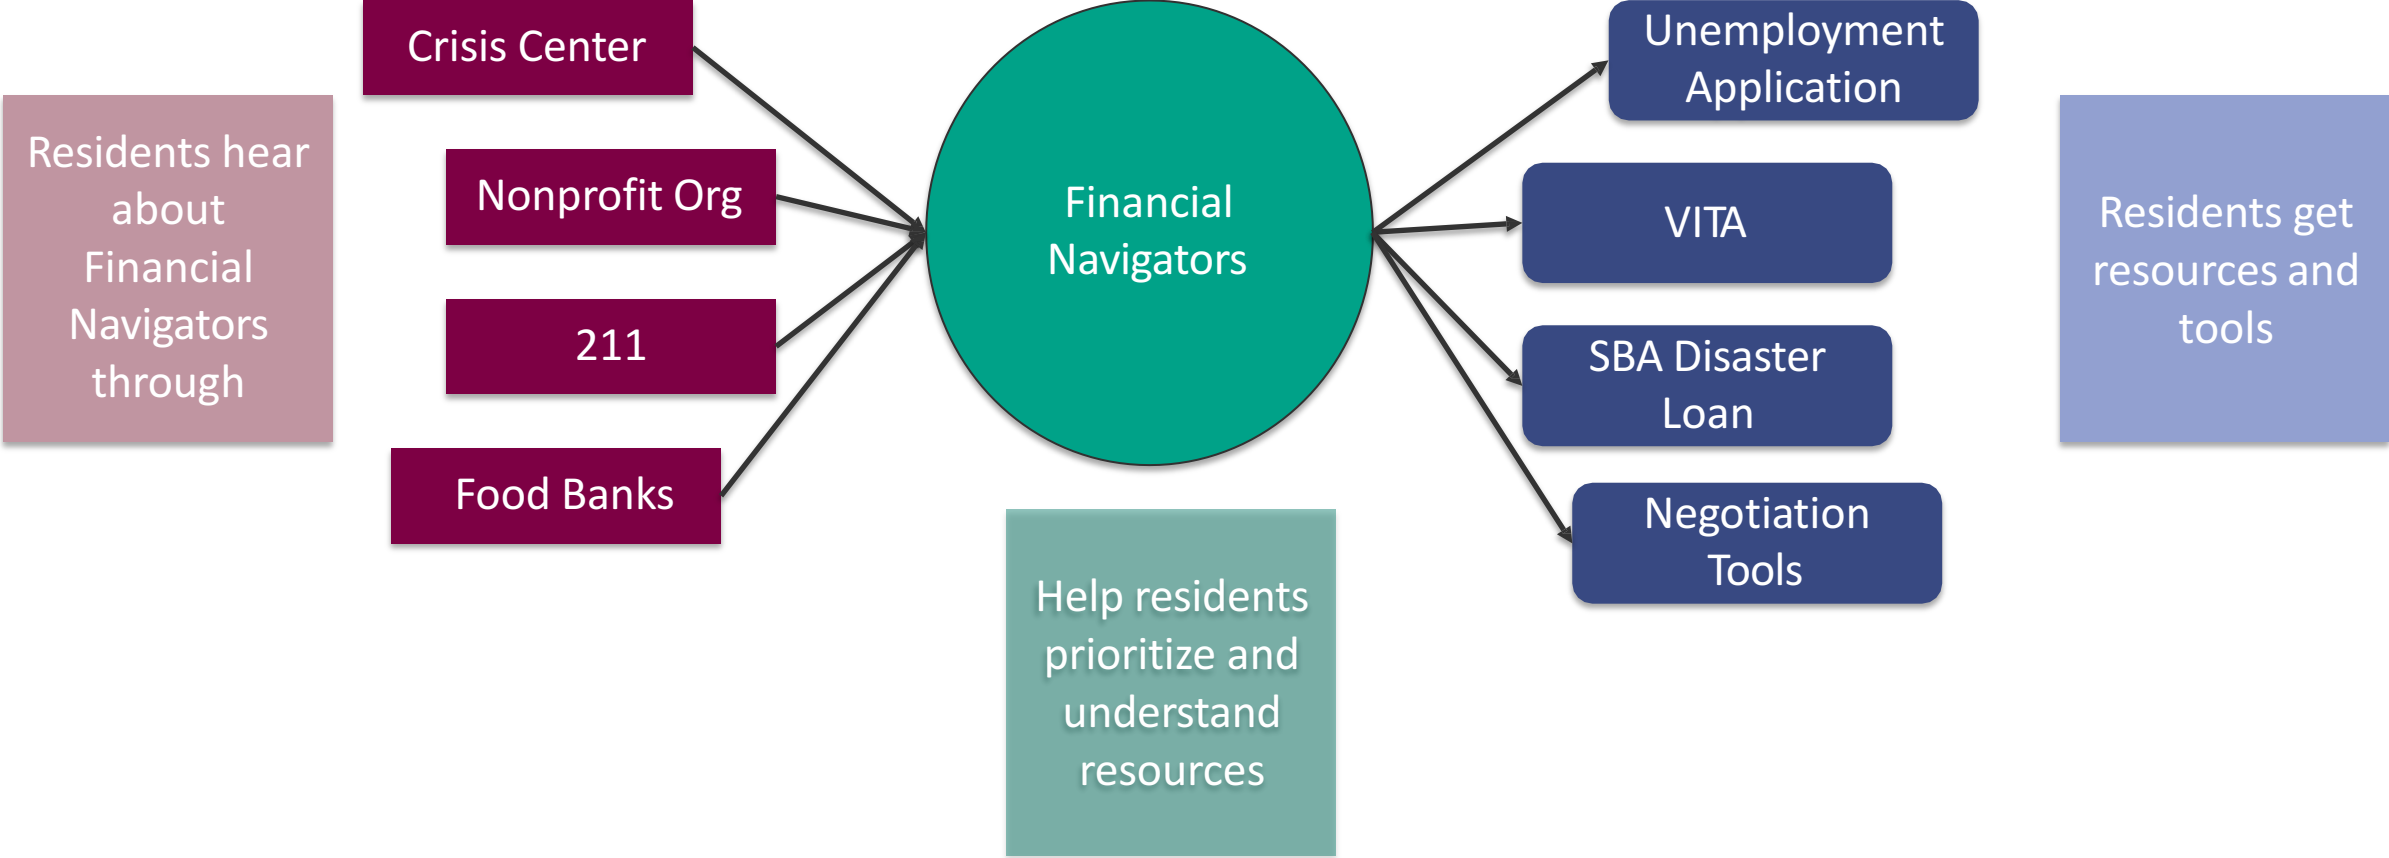 Residents hear
about
Financial
Navigators
through
Crisis Center
Nonprofit Org
211
Food Banks
Financial
Navigators
Help residents
prioritize and
understand
resources
Unemployment
Application
VITA
SBA Disaster
Loan
Negotiation
Tools
Residents get
resources and
tools